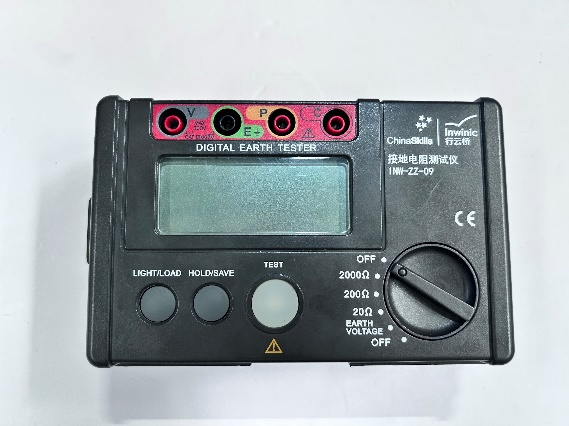 V
E
P
C
DIGITAL EARTH TESTER
ChinaSkills
Inwinic
行云桥
接地电阻测试仪
INW-ZZ-09
CE
LIGHT/LOAD
HOLD/SAVE
TEST
OFF
2000Ω
200Ω
20Ω
EARTH
VOLTAGE
OFF